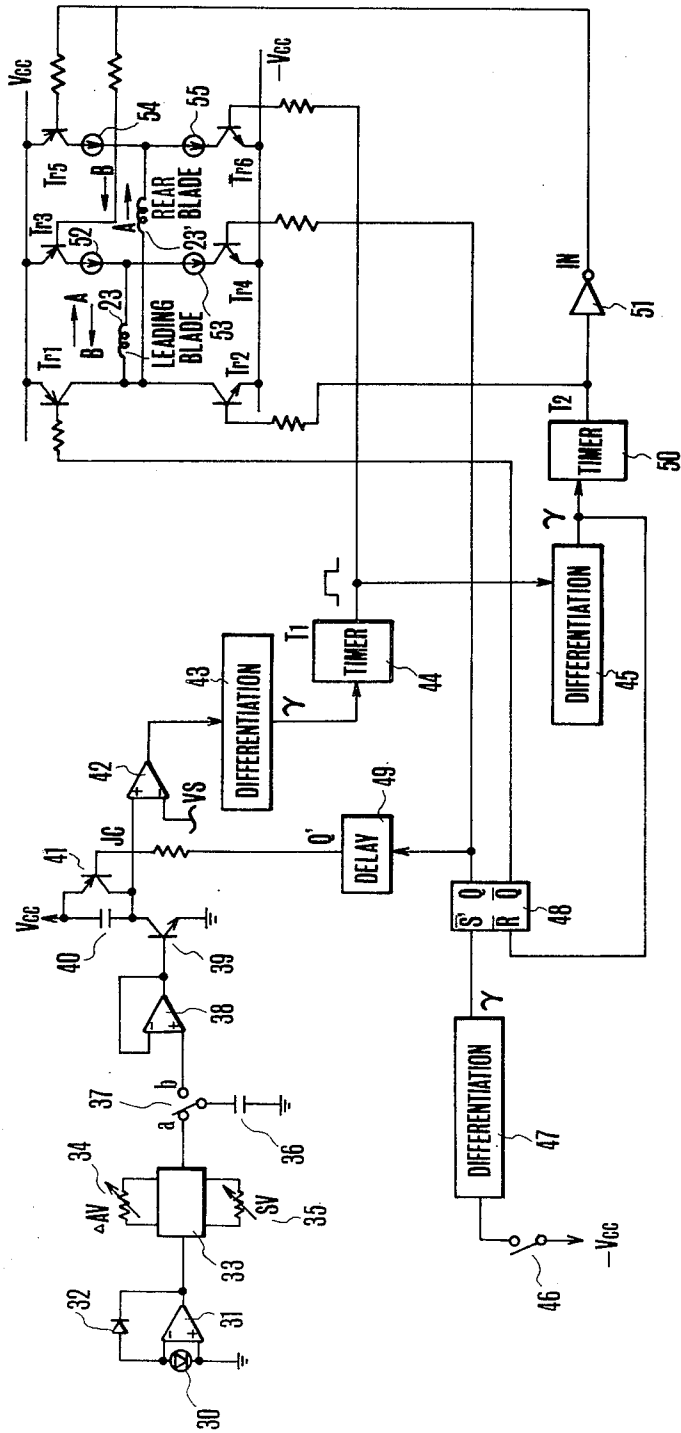 30
31
32
33
ΔAV
34
SV
35
36
37
a
b
38
39
40
41
Vcc
JC
42
VS
DIFFERENTIATION
43
γ
T1
TIMER
44
Q'
DELAY
49
46
-Vcc
DIFFERENTIATION
47
γ
S̅ Q
R̅ Q̅
48
DIFFERENTIATION
45
γ
T2
TIMER
50
IN
51
Vcc
-Vcc
Tr1
Tr2
Tr3
Tr4
Tr5
Tr6
A
B
23
LEADING
BLADE
52
53
B
A
23'
REAR
BLADE
54
55